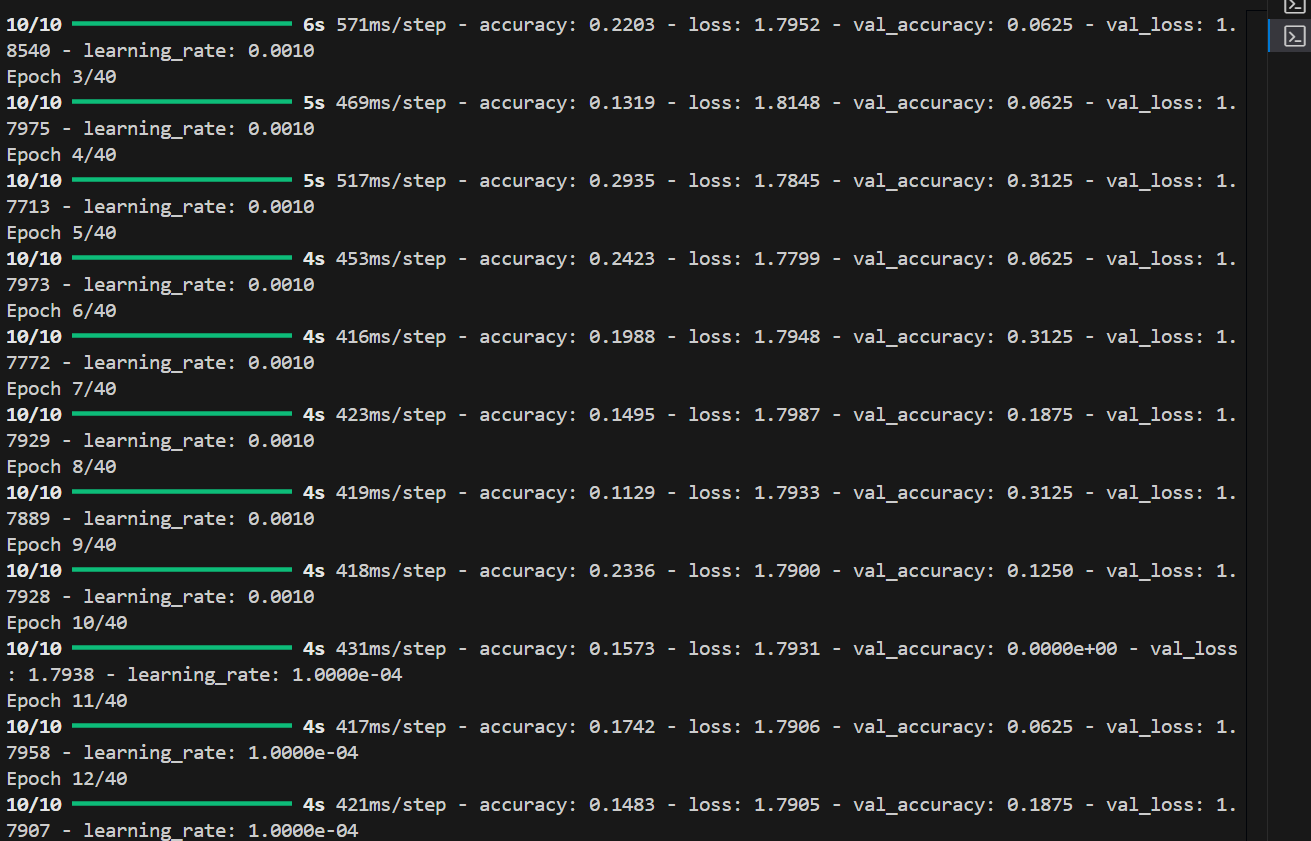 10/10 6s 571ms/step - accuracy: 0.2203 - loss: 1.7952 - val_accuracy: 0.0625 - val_loss: 1.
8540 - learning_rate: 0.0010
Epoch 3/40
10/10 5s 469ms/step - accuracy: 0.1319 - loss: 1.8148 - val_accuracy: 0.0625 - val_loss: 1.
7975 - learning_rate: 0.0010
Epoch 4/40
10/10 5s 517ms/step - accuracy: 0.2935 - loss: 1.7845 - val_accuracy: 0.3125 - val_loss: 1.
7713 - learning_rate: 0.0010
Epoch 5/40
10/10 4s 453ms/step - accuracy: 0.2423 - loss: 1.7799 - val_accuracy: 0.0625 - val_loss: 1.
7973 - learning_rate: 0.0010
Epoch 6/40
10/10 4s 416ms/step - accuracy: 0.1988 - loss: 1.7948 - val_accuracy: 0.3125 - val_loss: 1.
7772 - learning_rate: 0.0010
Epoch 7/40
10/10 4s 423ms/step - accuracy: 0.1495 - loss: 1.7987 - val_accuracy: 0.1875 - val_loss: 1.
7929 - learning_rate: 0.0010
Epoch 8/40
10/10 4s 419ms/step - accuracy: 0.1129 - loss: 1.7933 - val_accuracy: 0.3125 - val_loss: 1.
7889 - learning_rate: 0.0010
Epoch 9/40
10/10 4s 418ms/step - accuracy: 0.2336 - loss: 1.7900 - val_accuracy: 0.1250 - val_loss: 1.
7928 - learning_rate: 0.0010
Epoch 10/40
10/10 4s 431ms/step - accuracy: 0.1573 - loss: 1.7931 - val_accuracy: 0.0000e+00 - val_loss
: 1.7938 - learning_rate: 1.0000e-04
Epoch 11/40
10/10 4s 417ms/step - accuracy: 0.1742 - loss: 1.7906 - val_accuracy: 0.0625 - val_loss: 1.
7958 - learning_rate: 1.0000e-04
Epoch 12/40
10/10 4s 421ms/step - accuracy: 0.1483 - loss: 1.7905 - val_accuracy: 0.1875 - val_loss: 1.
7907 - learning_rate: 1.0000e-04